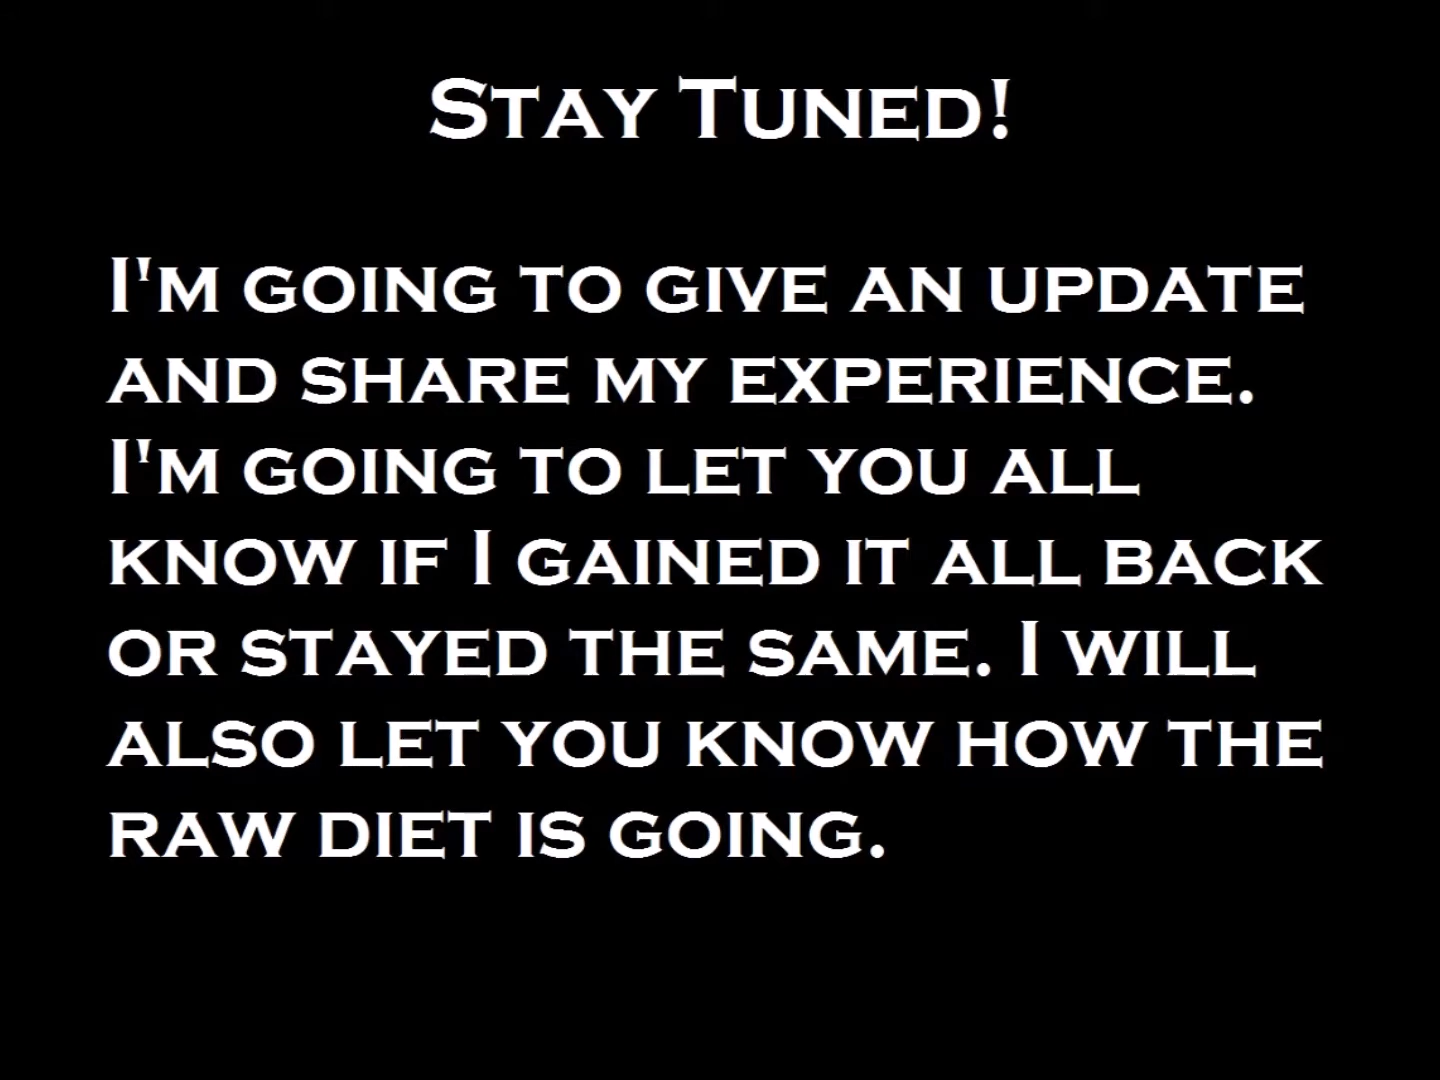 Stay Tuned!
I'm going to give an update
and share my experience.
I'm going to let you all
know if I gained it all back
or stayed the same. I will
also let you know how the
raw diet is going.